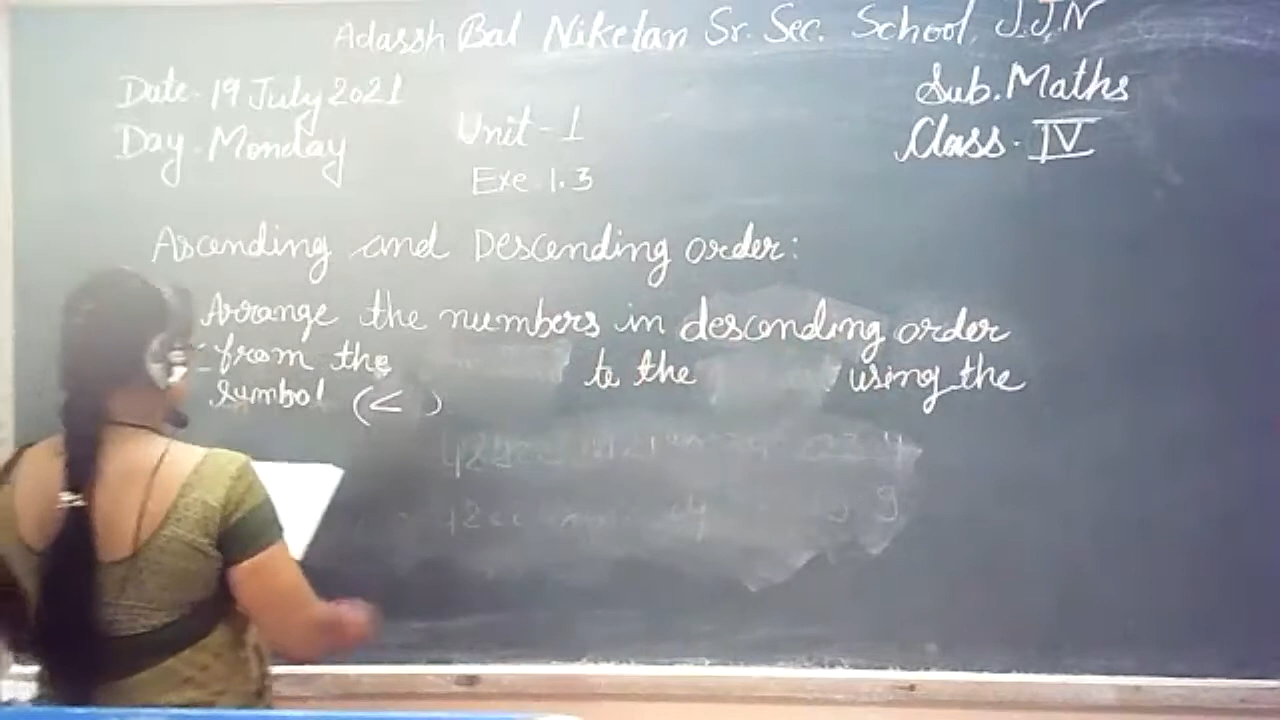 Adarsh Bal Niketan Sr. Sec. School, J.J.N
Date. 19 July 2021
Sub. Maths
Day. Monday
Unit - 1
Class. IV
Exe 1.3
Ascending and Descending order:
Arrange the numbers in descending order
from the to the using the
symbol (< )